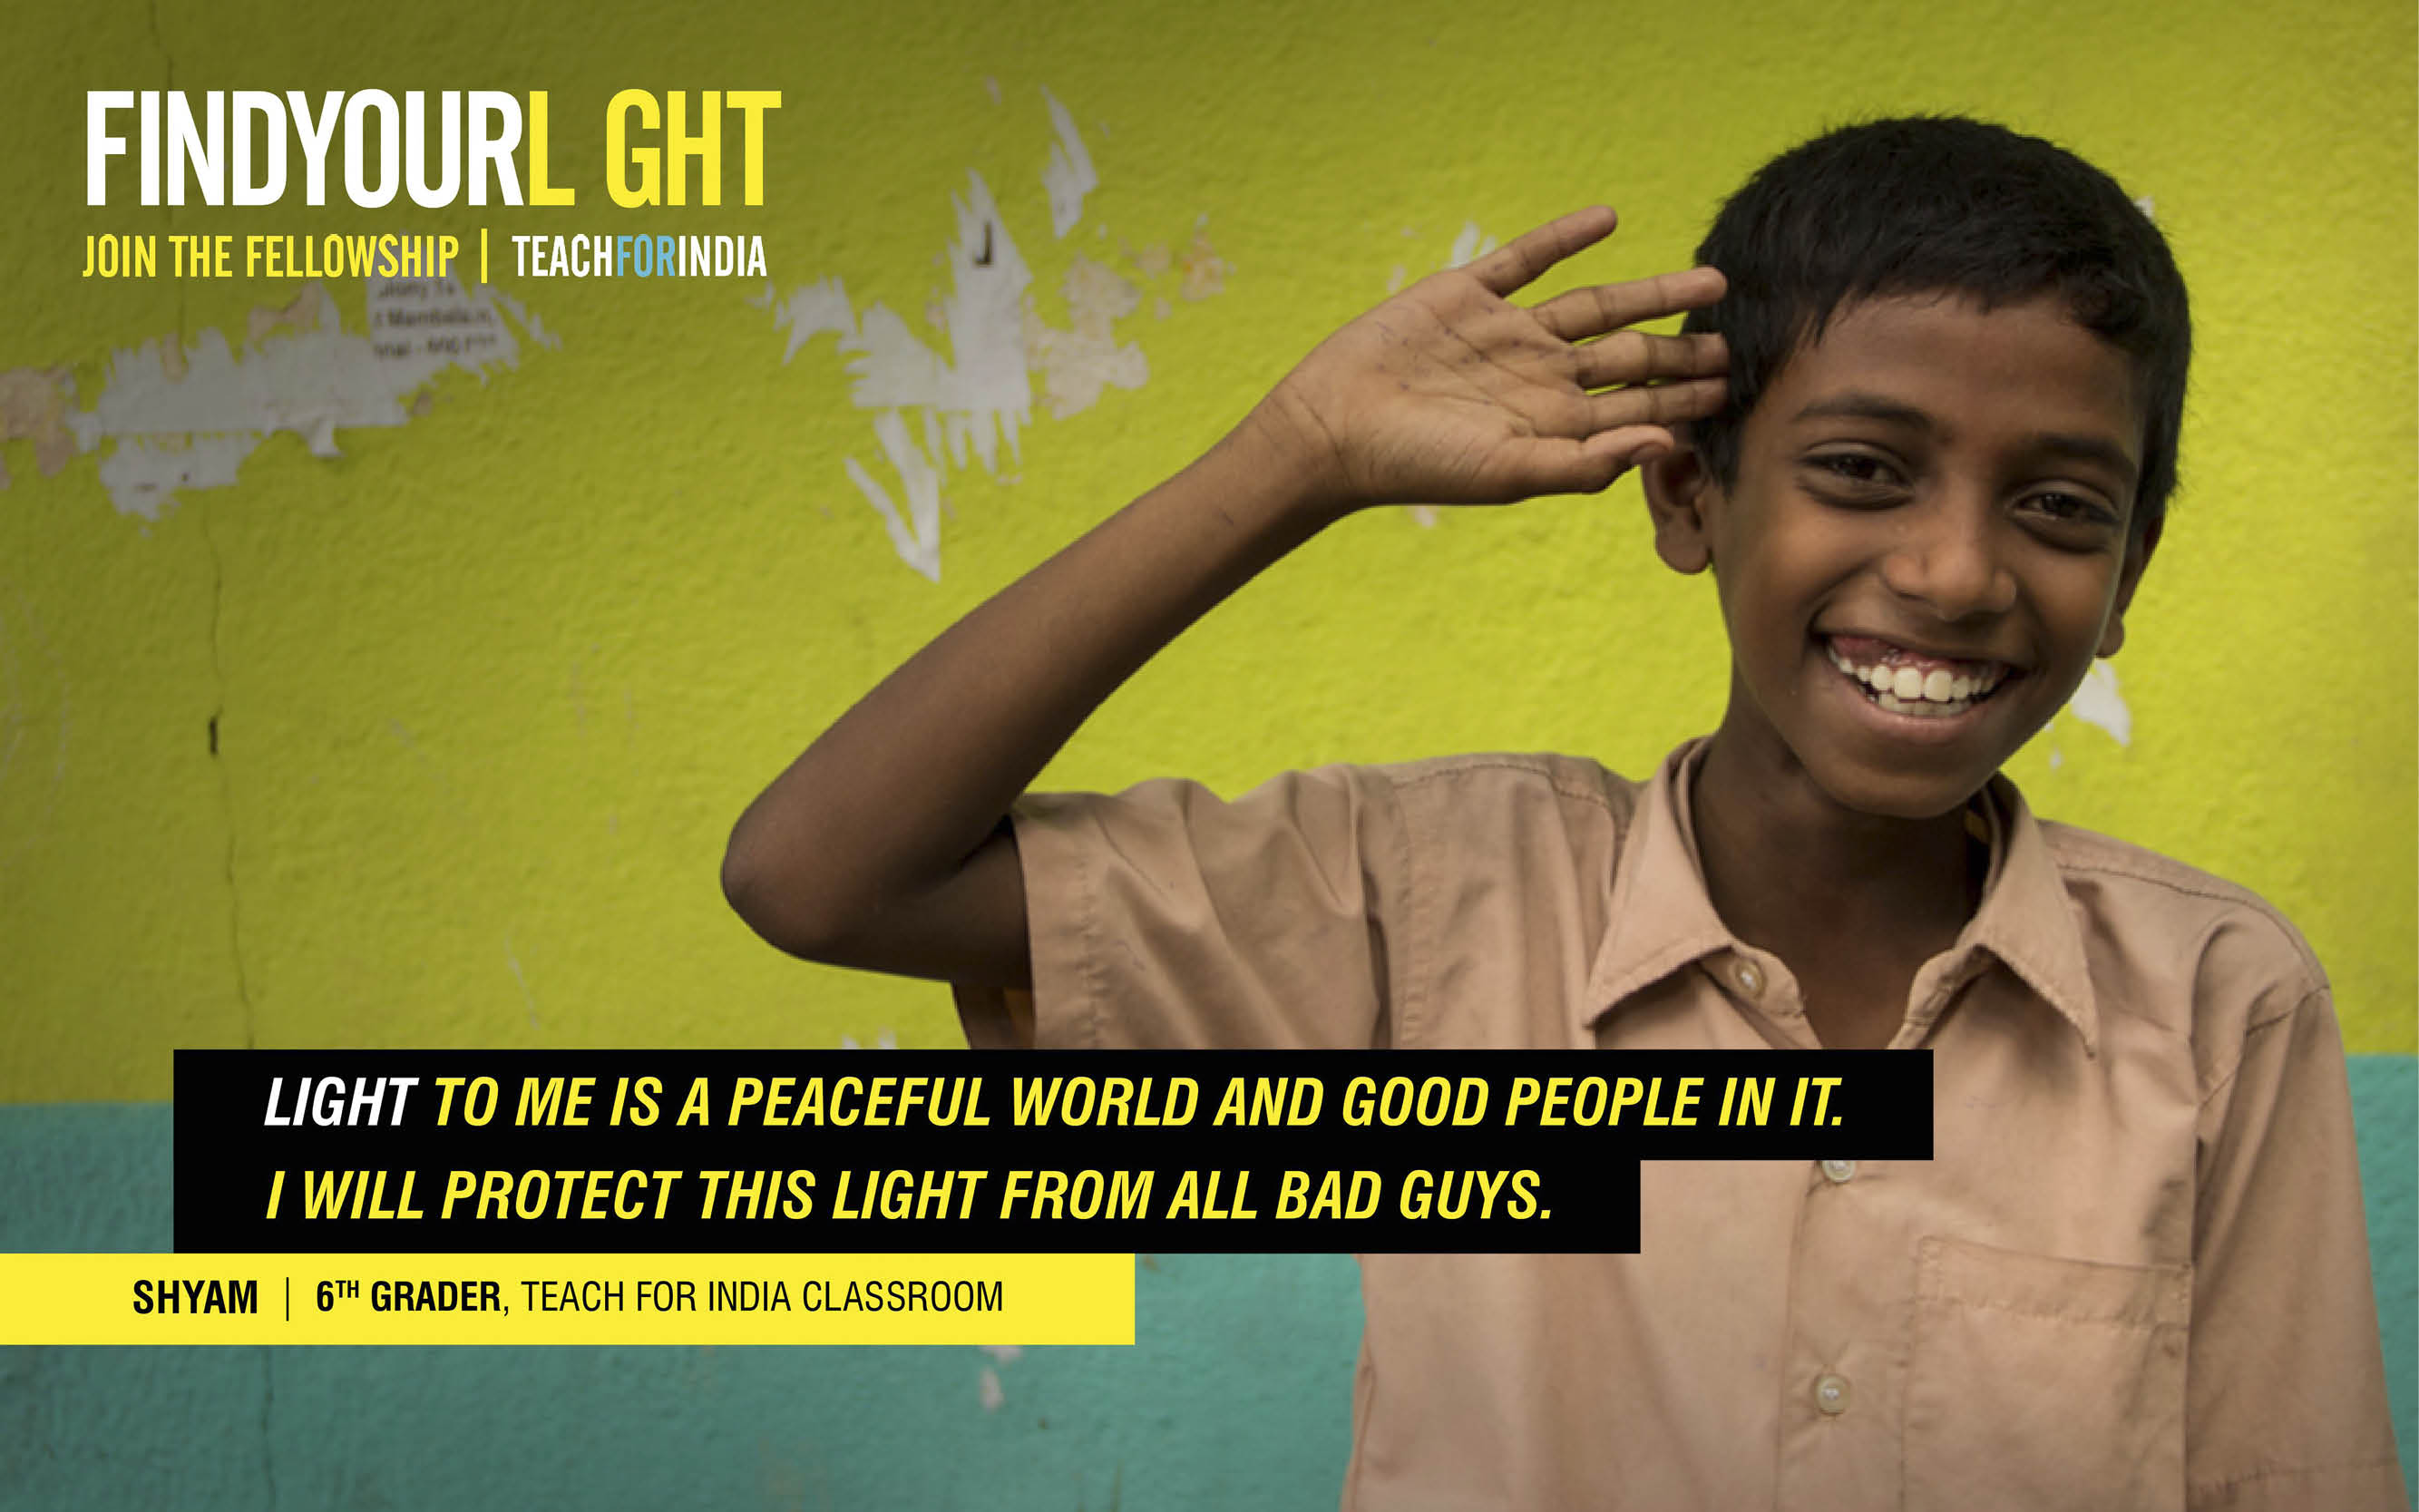 FINDYOURL GHT
JOIN THE FELLOWSHIP | TEACHFORINDIA
J
LIGHT TO ME IS A PEACEFUL WORLD AND GOOD PEOPLE IN IT.
I WILL PROTECT THIS LIGHT FROM ALL BAD GUYS.
SHYAM | 6TH GRADER, TEACH FOR INDIA CLASSROOM